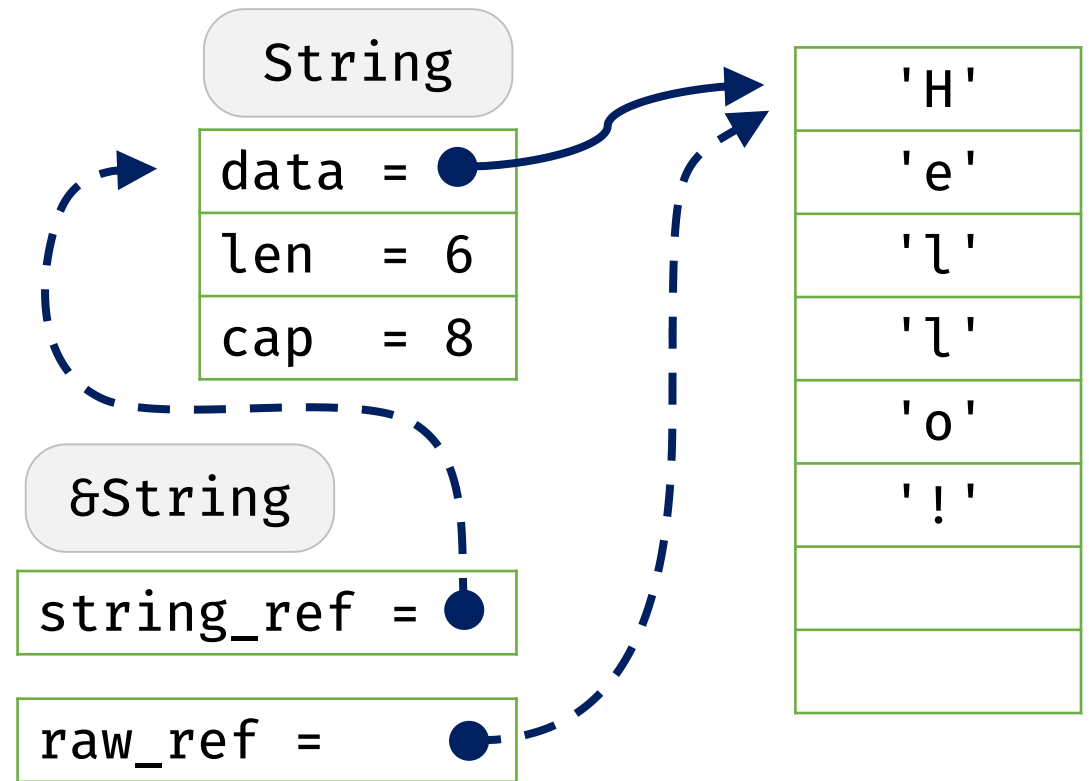 String
data =
len = 6
cap = 8
&String
string_ref =
raw_ref =
'H'
'e'
'l'
'l'
'o'
'!'